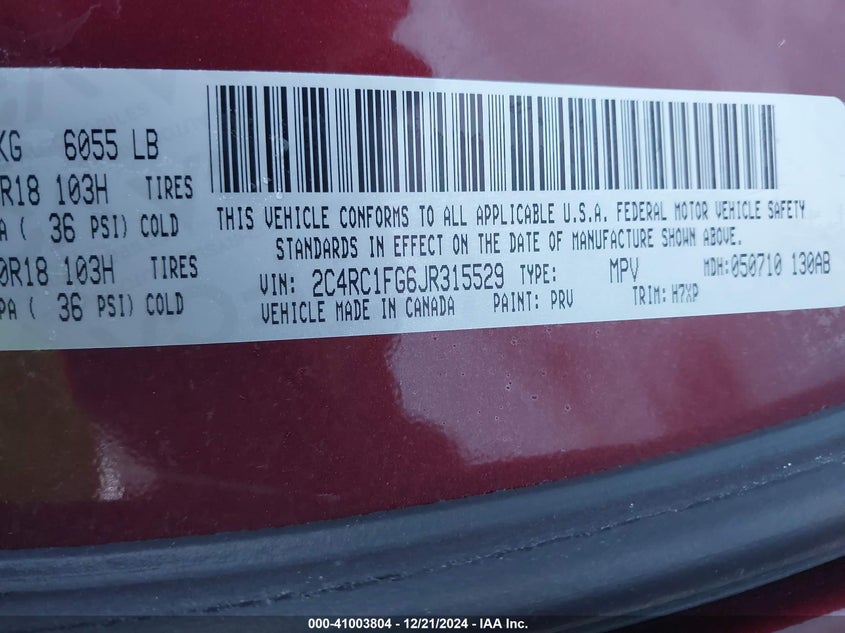 KG 6055 LB
R18 103H TIRES
A ( 36 PSI) COLD
0R18 103H TIRES
PA ( 36 PSI) COLD
THIS VEHICLE CONFORMS TO ALL APPLICABLE U.S.A. FEDERAL MOTOR VEHICLE SAFETY
STANDARDS IN EFFECT ON THE DATE OF MANUFACTURE SHOWN ABOVE.
VIN: 2C4RC1FG6JR315529 TYPE: MPV MDH:050710 130AB
VEHICLE MADE IN CANADA PAINT: PRV TRIM: H7XP
000-41003804 - 12/21/2024 - IAA Inc.